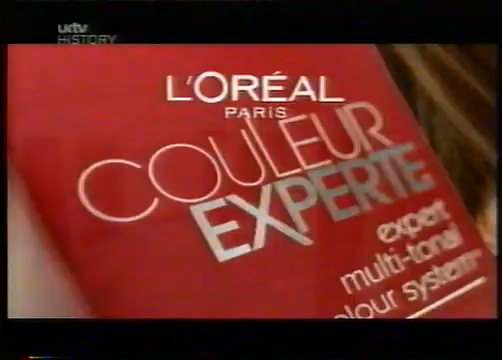 uktv
HISTORY
L'ORÉAL
PARIS
COULEUR
EXPERTE
expert
multi-tonal
olour system